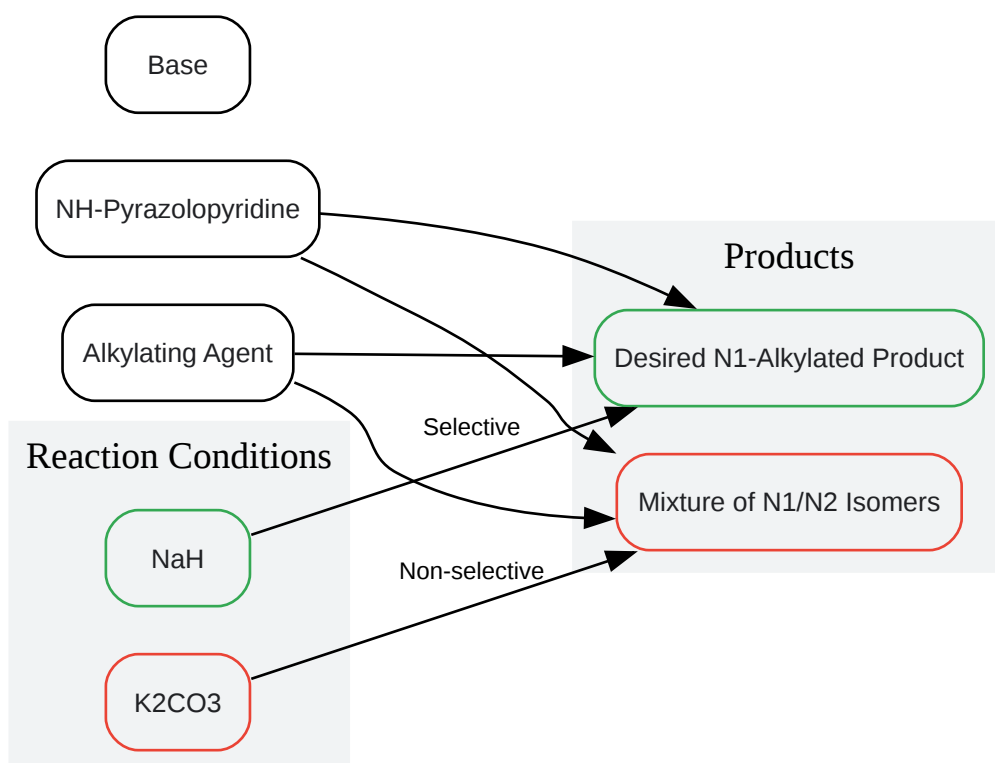 Base
NH-Pyrazolopyridine
Alkylating Agent
Reaction Conditions
NaH
K2CO3
Selective
Non-selective
Products
Desired N1-Alkylated Product
Mixture of N1/N2 Isomers